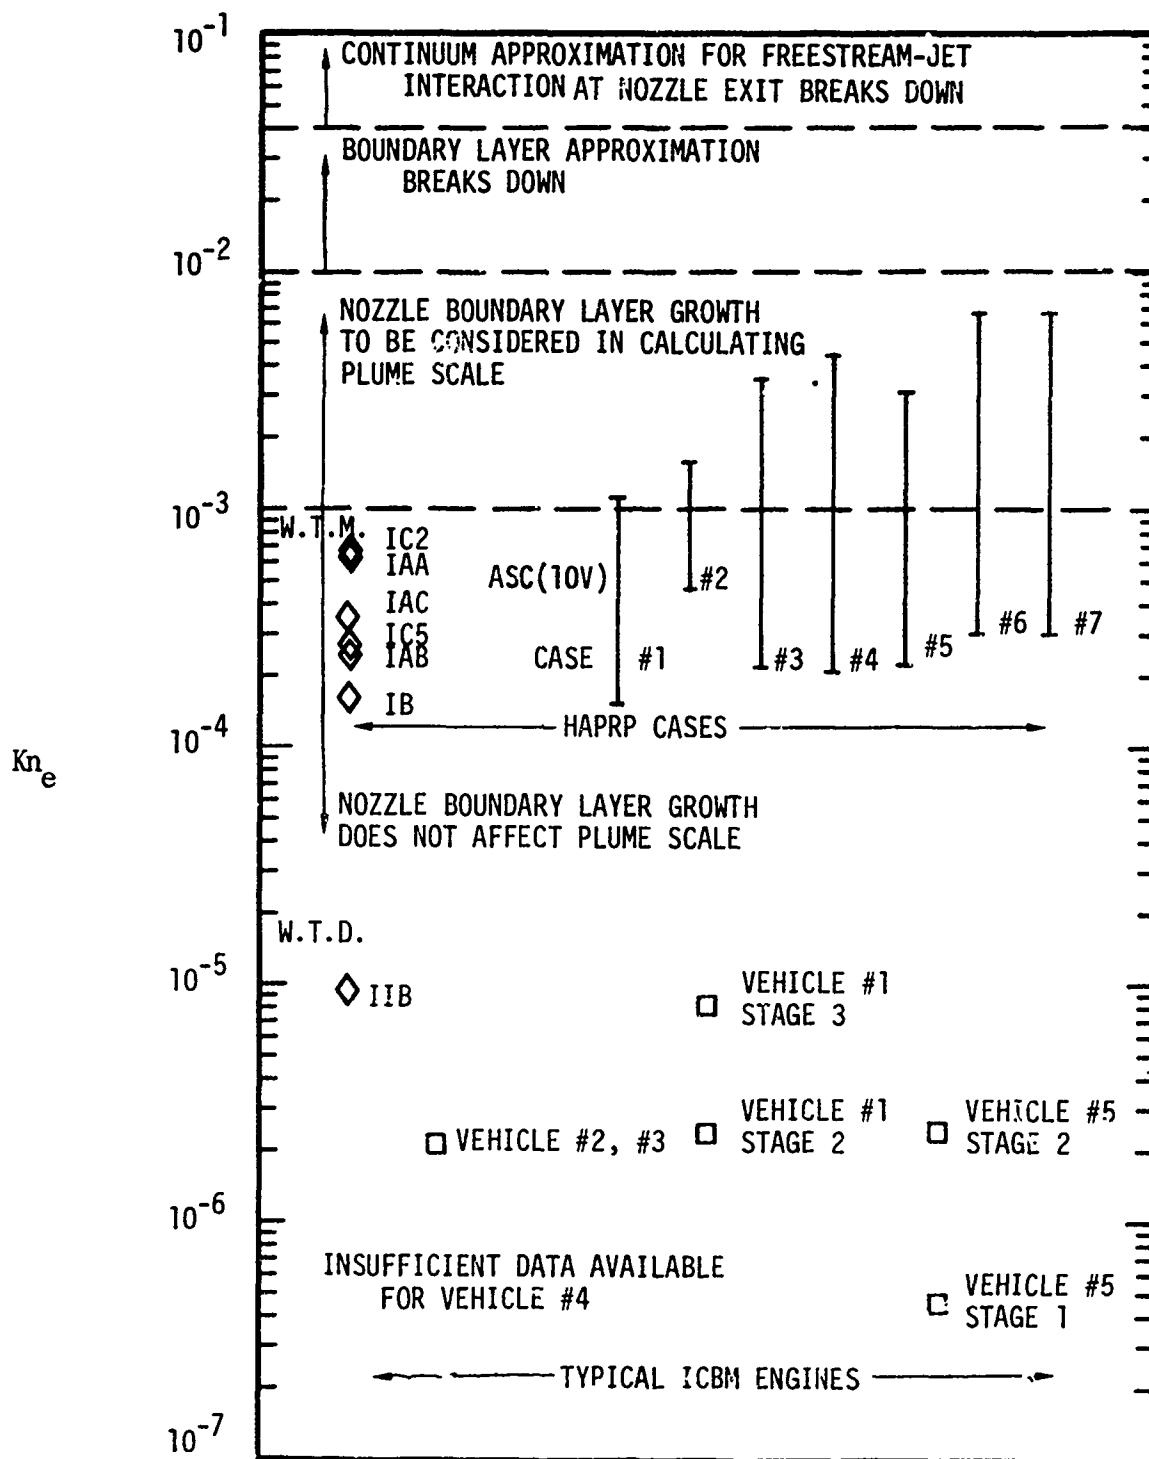 10-1
CONTINUUM APPROXIMATION FOR FREESTREAM-JET
INTERACTION AT NOZZLE EXIT BREAKS DOWN
BOUNDARY LAYER APPROXIMATION
BREAKS DOWN
10-2
NOZZLE BOUNDARY LAYER GROWTH
TO BE CONSIDERED IN CALCULATING
PLUME SCALE
10-3
W.T.M.
IC2
IAA
ASC(10V)
#2
IAC
IC5
IAB
CASE #1
#3
#4
#5
#6
#7
IB
HAPRP CASES
10-4
Kne
NOZZLE BOUNDARY LAYER GROWTH
DOES NOT AFFECT PLUME SCALE
W.T.D.
10-5
IIB
VEHICLE #1
STAGE 3
VEHICLE #2, #3
VEHICLE #1
STAGE 2
VEHICLE #5
STAGE 2
10-6
INSUFFICIENT DATA AVAILABLE
FOR VEHICLE #4
VEHICLE #5
STAGE 1
TYPICAL ICBM ENGINES
10-7